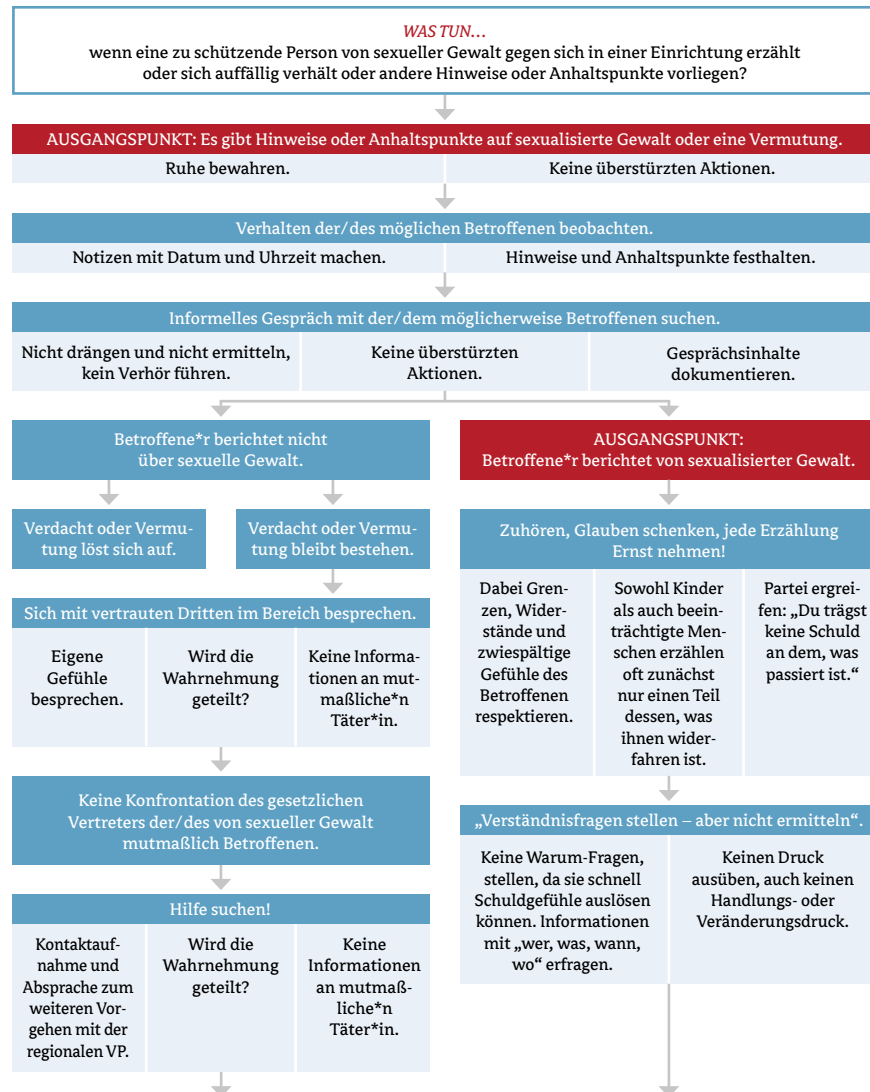 WAS TUN…
wenn eine zu schützende Person von sexueller Gewalt gegen sich in einer Einrichtung erzählt
oder sich auffällig verhält oder andere Hinweise oder Anhaltspunkte vorliegen?
AUSGANGSPUNKT: Es gibt Hinweise oder Anhaltspunkte auf sexualisierte Gewalt oder eine Vermutung.
Ruhe bewahren.
Keine überstürzten Aktionen.
Verhalten der/des möglichen Betroffenen beobachten.
Notizen mit Datum und Uhrzeit machen.
Hinweise und Anhaltspunkte festhalten.
Informelles Gespräch mit der/dem möglicherweise Betroffenen suchen.
Nicht drängen und nicht ermitteln,
kein Verhör führen.
Keine überstürzten
Aktionen.
Gesprächsinhalte
dokumentieren.
Betroffene*r berichtet nicht
über sexuelle Gewalt.
Verdacht oder Vermu-
tung löst sich auf.
Verdacht oder Vermu-
tung bleibt bestehen.
Sich mit vertrauten Dritten im Bereich besprechen.
Eigene
Gefühle
besprechen.
Wird die
Wahrnehmung
geteilt?
Keine Informa-
tionen an mut-
maßliche*n
Täter*in.
Keine Konfrontation des gesetzlichen
Vertreters der/des von sexueller Gewalt
mutmaßlich Betroffenen.
Hilfe suchen!
Kontaktauf-
nahme und
Absprache zum
weiteren Vor-
gehen mit der
regionalen VP.
Wird die
Wahrnehmung
geteilt?
Keine
Informationen
an mutmaß-
liche*n
Täter*in.
AUSGANGSPUNKT:
Betroffene*r berichtet von sexualisierter Gewalt.
Zuhören, Glauben schenken, jede Erzählung
Ernst nehmen!
Dabei Gren-
zen, Wider-
stände und
zwiespältige
Gefühle des
Betroffenen
respektieren.
Sowohl Kinder
als auch beein-
trächtigte Men-
schen erzählen
oft zunächst
nur einen Teil
dessen, was
ihnen wider-
fahren ist.
Partei ergrei-
fen: „Du trägst
keine Schuld
an dem, was
passiert ist.“
„Verständnisfragen stellen – aber nicht ermitteln“.
Keine Warum-Fragen,
stellen, da sie schnell
Schuldgefühle auslösen
können. Informationen
mit „wer, was, wann,
wo“ erfragen.
Keinen Druck
ausüben, auch keinen
Handlungs- oder
Veränderungsdruck.